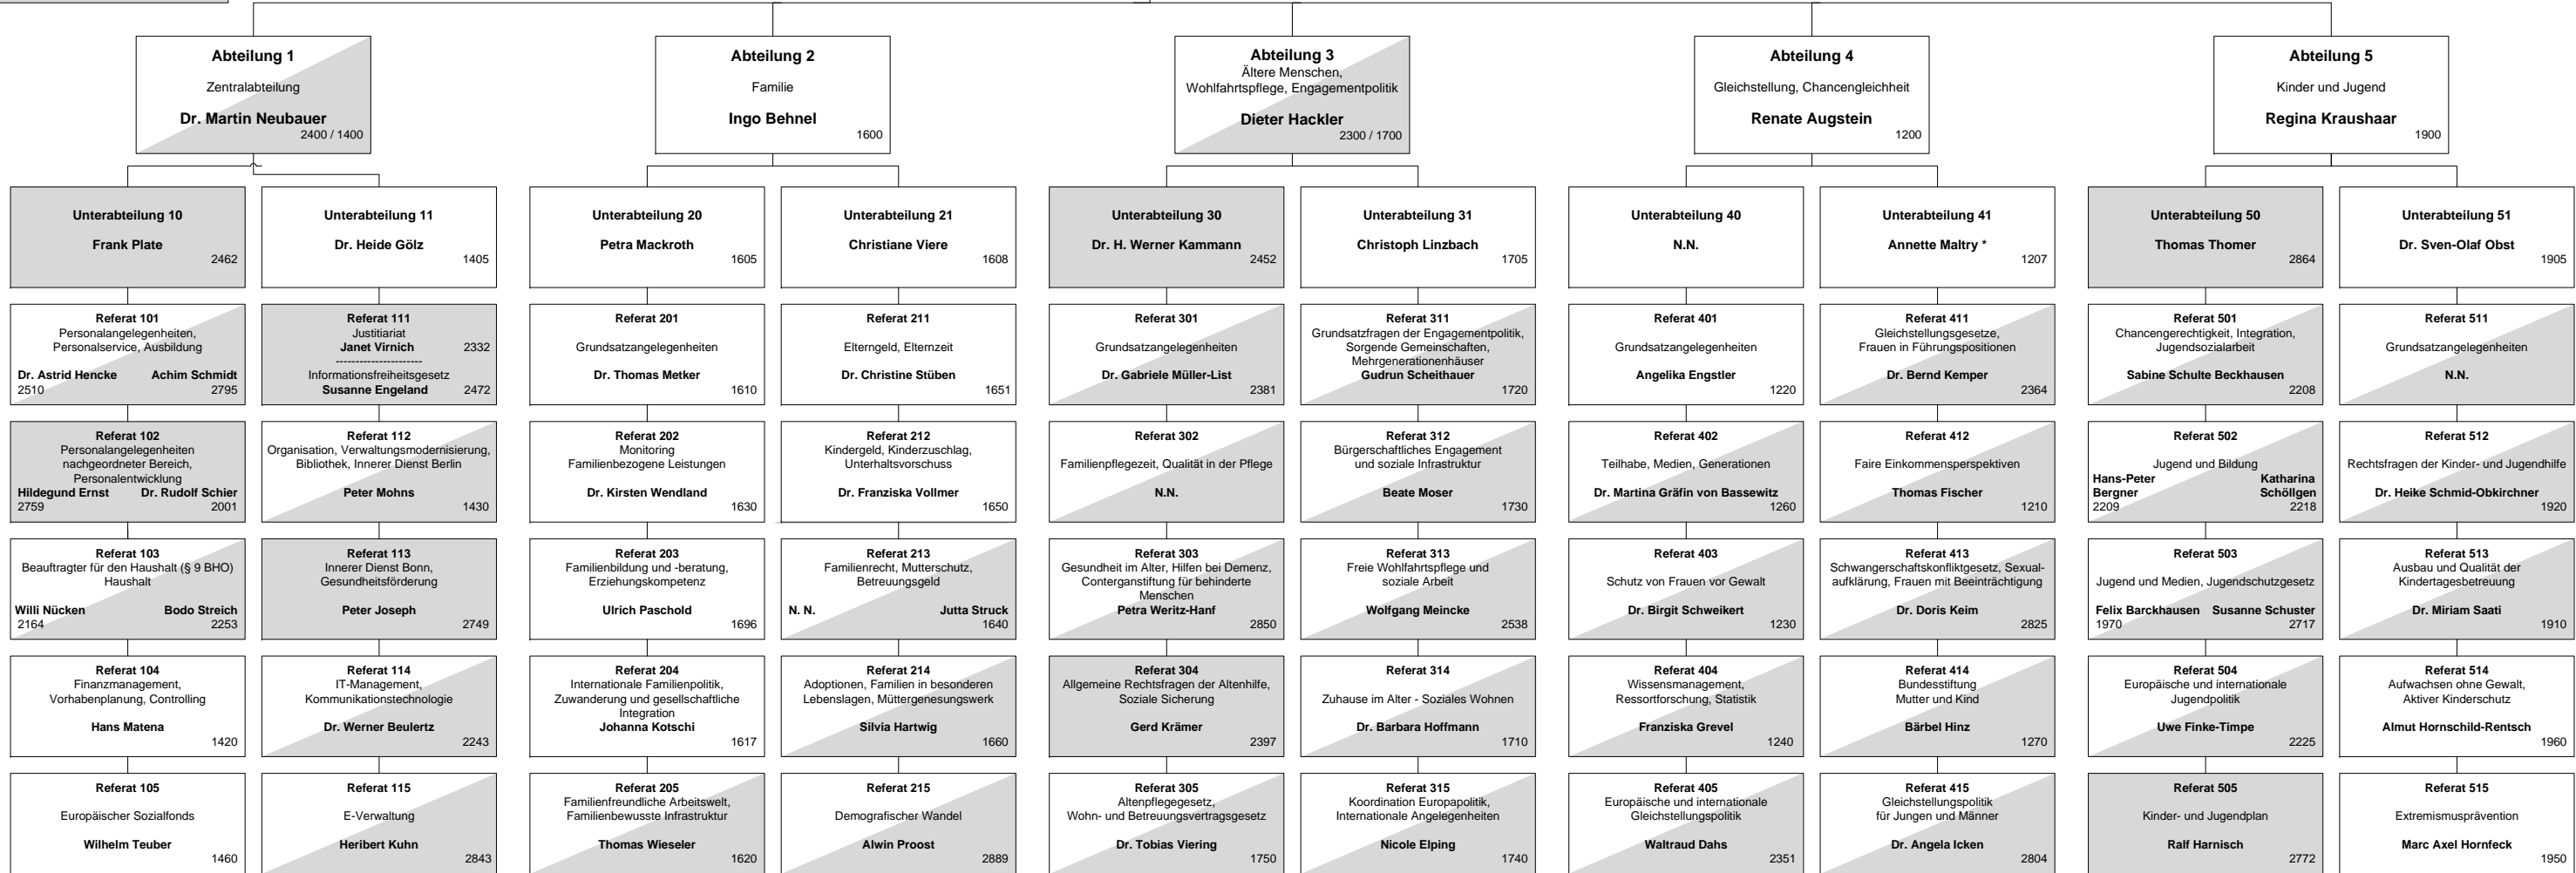 Abteilung 1
Zentralabteilung
Dr. Martin Neubauer
2400 / 1400
Abteilung 2
Familie
Ingo Behnel
1600
Abteilung 3
Ältere Menschen,
Wohlfahrtspflege, Engagementpolitik
Dieter Hackler
2300 / 1700
Abteilung 4
Gleichstellung, Chancengleichheit
Renate Augstein
1200
Abteilung 5
Kinder und Jugend
Regina Kraushaar
1900
Unterabteilung 10
Frank Plate
2462
Unterabteilung 11
Dr. Heide Gölz
1405
Unterabteilung 20
Petra Mackroth
1605
Unterabteilung 21
Christiane Viere
1608
Unterabteilung 30
Dr. H. Werner Kammann
2452
Unterabteilung 31
Christoph Linzbach
1705
Unterabteilung 40
N.N.
Unterabteilung 41
Annette Maltry *
1207
Unterabteilung 50
Thomas Thomer
2864
Unterabteilung 51
Dr. Sven-Olaf Obst
1905
Referat 101
Personalangelegenheiten,
Personalservice, Ausbildung
Dr. Astrid Hencke Achim Schmidt
2510 2795
Referat 111
Justitiariat
Janet Virnich 2332
----------------------
Informationsfreiheitsgesetz
Susanne Engeland 2472
Referat 201
Grundsatzangelegenheiten
Dr. Thomas Metker
1610
Referat 211
Elterngeld, Elternzeit
Dr. Christine Stüben
1651
Referat 301
Grundsatzangelegenheiten
Dr. Gabriele Müller-List
2381
Referat 311
Grundsatzfragen der Engagementpolitik,
Sorgende Gemeinschaften,
Mehrgenerationenhäuser
Gudrun Scheithauer
1720
Referat 401
Grundsatzangelegenheiten
Angelika Engstler
1220
Referat 411
Gleichstellungsgesetze,
Frauen in Führungspositionen
Dr. Bernd Kemper
2364
Referat 501
Chancengerechtigkeit, Integration,
Jugendsozialarbeit
Sabine Schulte Beckhausen
2208
Referat 511
Grundsatzangelegenheiten
N.N.
Referat 102
Personalangelegenheiten
nachgeordneter Bereich,
Personalentwicklung
Hildegund Ernst Dr. Rudolf Schier
2759 2001
Referat 112
Organisation, Verwaltungsmodernisierung,
Bibliothek, Innerer Dienst Berlin
Peter Mohns
1430
Referat 202
Monitoring
Familienbezogene Leistungen
Dr. Kirsten Wendland
1630
Referat 212
Kindergeld, Kinderzuschlag,
Unterhaltsvorschuss
Dr. Franziska Vollmer
1650
Referat 302
Familienpflegezeit, Qualität in der Pflege
N.N.
Referat 312
Bürgerschaftliches Engagement
und soziale Infrastruktur
Beate Moser
1730
Referat 402
Teilhabe, Medien, Generationen
Dr. Martina Gräfin von Bassewitz
1260
Referat 412
Faire Einkommensperspektiven
Thomas Fischer
1210
Referat 502
Jugend und Bildung
Hans-Peter Katharina
Bergner Schöllgen
2209 2218
Referat 512
Rechtsfragen der Kinder- und Jugendhilfe
Dr. Heike Schmid-Obkirchner
1920
Referat 103
Beauftragter für den Haushalt (§ 9 BHO)
Haushalt
Willi Nücken Bodo Streich
2164 2253
Referat 113
Innerer Dienst Bonn,
Gesundheitsförderung
Peter Joseph
2749
Referat 203
Familienbildung und -beratung,
Erziehungskompetenz
Ulrich Paschold
1696
Referat 213
Familienrecht, Mutterschutz,
Betreuungsgeld
N. N. Jutta Struck
1640
Referat 303
Gesundheit im Alter, Hilfen bei Demenz,
Conterganstiftung für behinderte
Menschen
Petra Weritz-Hanf
2850
Referat 313
Freie Wohlfahrtspflege und
soziale Arbeit
Wolfgang Meincke
2538
Referat 403
Schutz von Frauen vor Gewalt
Dr. Birgit Schweikert
1230
Referat 413
Schwangerschaftskonfliktgesetz, Sexual-
aufklärung, Frauen mit Beeinträchtigung
Dr. Doris Keim
2825
Referat 503
Jugend und Medien, Jugendschutzgesetz
Felix Barckhausen Susanne Schuster
1970 2717
Referat 513
Ausbau und Qualität der
Kindertagesbetreuung
Dr. Miriam Saati
1910
Referat 104
Finanzmanagement,
Vorhabenplanung, Controlling
Hans Matena
1420
Referat 114
IT-Management,
Kommunikationstechnologie
Dr. Werner Beulertz
2243
Referat 204
Internationale Familienpolitik,
Zuwanderung und gesellschaftliche
Integration
Johanna Kotschi
1617
Referat 214
Adoptionen, Familien in besonderen
Lebenslagen, Müttergenesungswerk
Silvia Hartwig
1660
Referat 304
Allgemeine Rechtsfragen der Altenhilfe,
Soziale Sicherung
Gerd Krämer
2397
Referat 314
Zuhause im Alter - Soziales Wohnen
Dr. Barbara Hoffmann
1710
Referat 404
Wissensmanagement,
Ressortforschung, Statistik
Franziska Grevel
1240
Referat 414
Bundesstiftung
Mutter und Kind
Bärbel Hinz
1270
Referat 504
Europäische und internationale
Jugendpolitik
Uwe Finke-Timpe
2225
Referat 514
Aufwachsen ohne Gewalt,
Aktiver Kinderschutz
Almut Hornschild-Rentsch
1960
Referat 105
Europäischer Sozialfonds
Wilhelm Teuber
1460
Referat 115
E-Verwaltung
Heribert Kuhn
2843
Referat 205
Familienfreundliche Arbeitswelt,
Familienbewusste Infrastruktur
Thomas Wieseler
1620
Referat 215
Demografischer Wandel
Alwin Proost
2889
Referat 305
Altenpflegegesetz,
Wohn- und Betreuungsvertragsgesetz
Dr. Tobias Viering
1750
Referat 315
Koordination Europapolitik,
Internationale Angelegenheiten
Nicole Elping
1740
Referat 405
Europäische und internationale
Gleichstellungspolitik
Waltraud Dahs
2351
Referat 415
Gleichstellungspolitik
für Jungen und Männer
Dr. Angela Icken
2804
Referat 505
Kinder- und Jugendplan
Ralf Harnisch
2772
Referat 515
Extremismusprävention
Marc Axel Hornfeck
1950